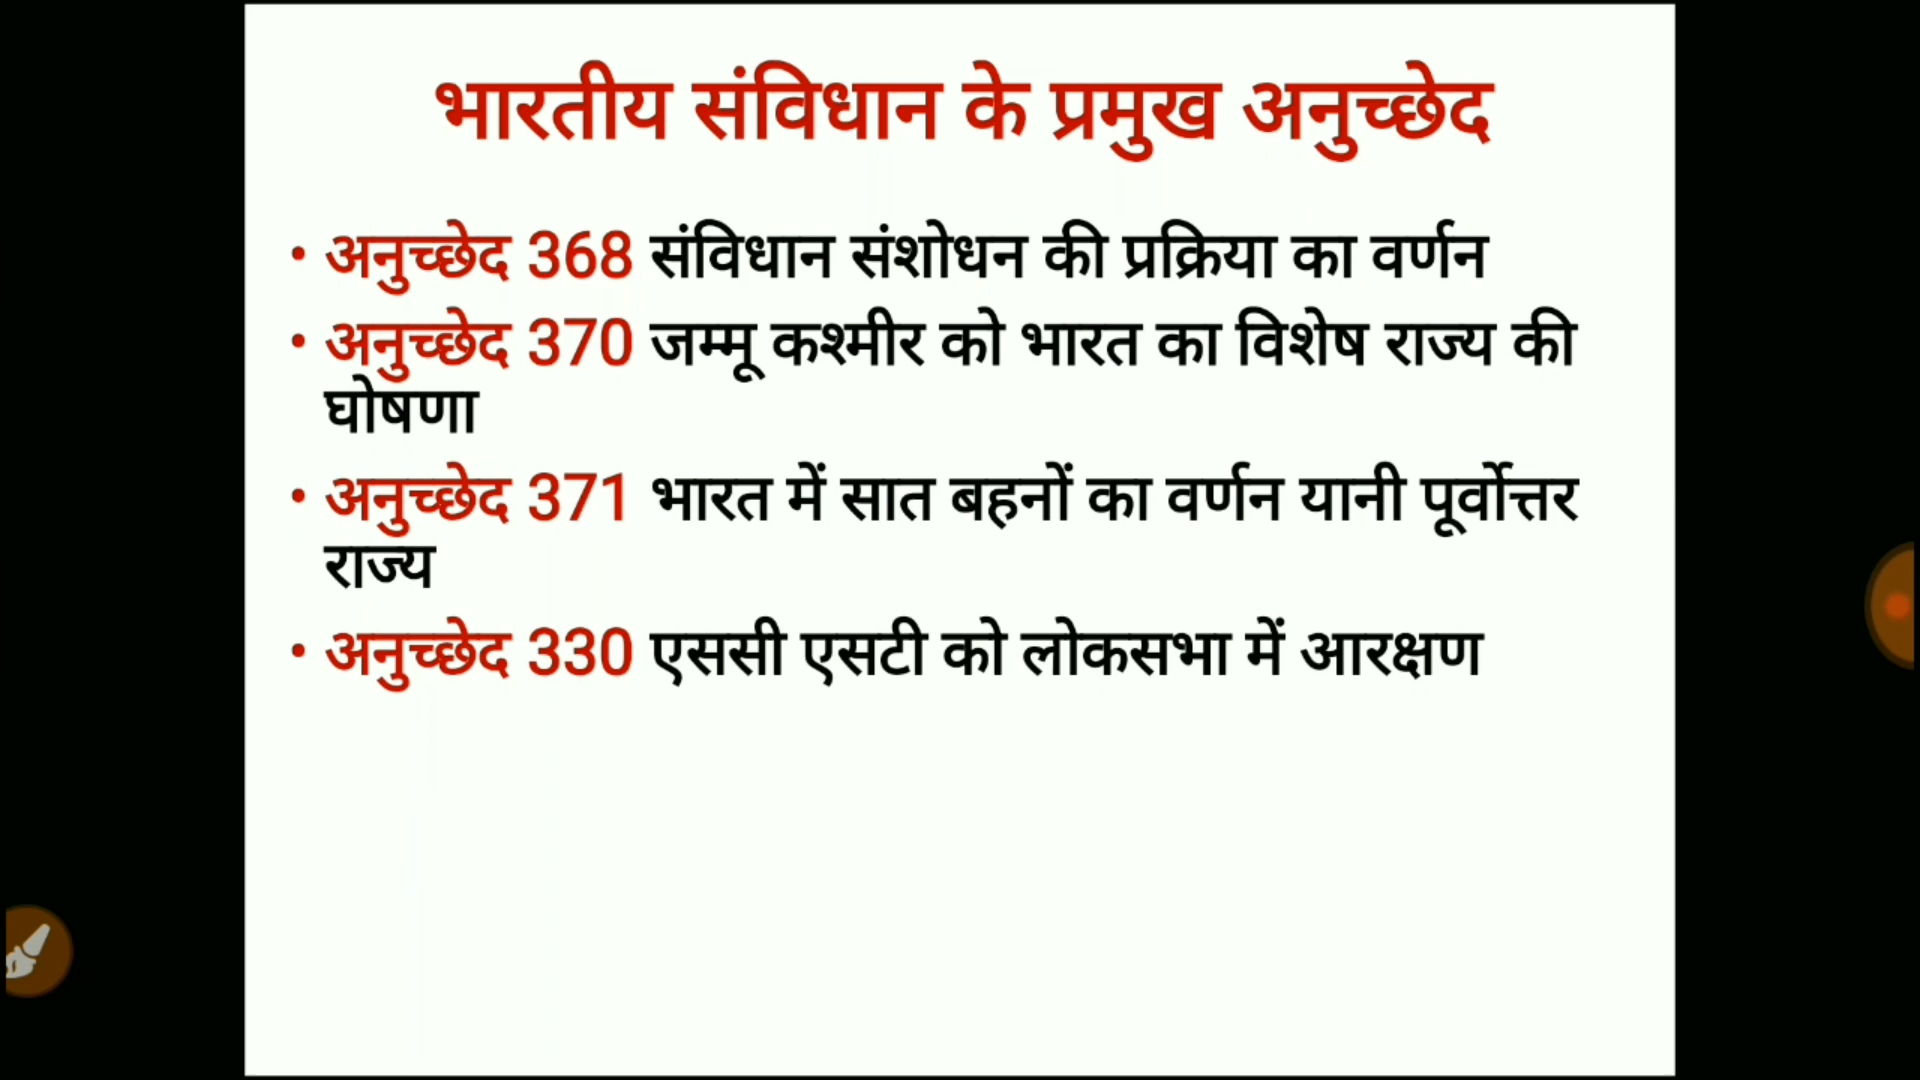 भारतीय संविधान के प्रमुख अनुच्छेद
• अनुच्छेद 368 संविधान संशोधन की प्रक्रिया का वर्णन
• अनुच्छेद 370 जम्मू कश्मीर को भारत का विशेष राज्य की
घोषणा
• अनुच्छेद 371 भारत में सात बहनों का वर्णन यानी पूर्वोत्तर
राज्य
• अनुच्छेद 330 एससी एसटी को लोकसभा में आरक्षण